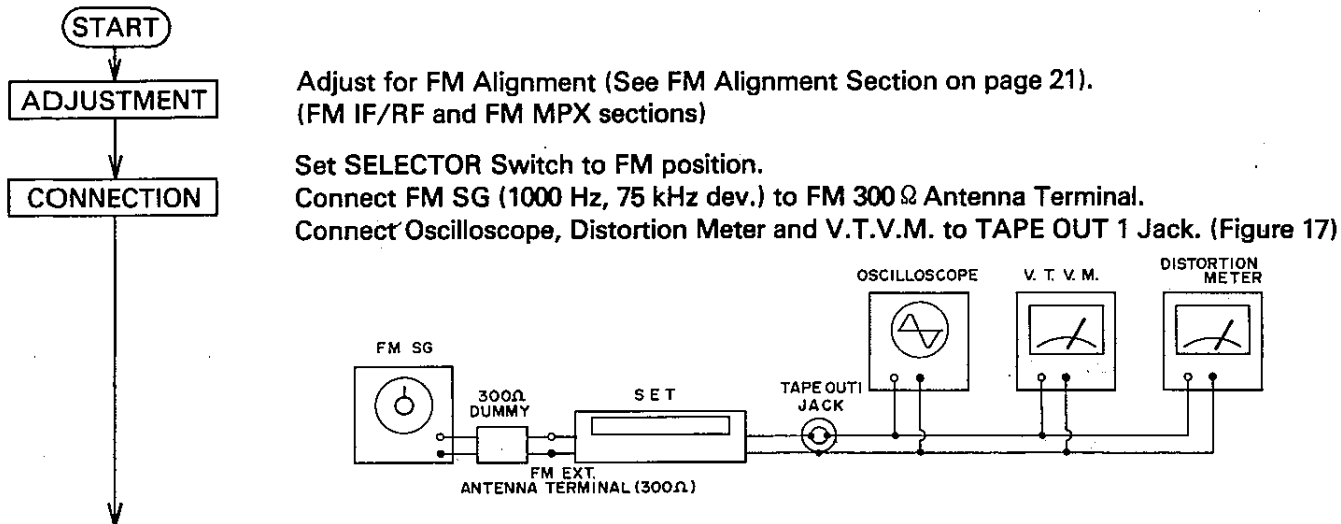 START
ADJUSTMENT
Adjust for FM Alignment (See FM Alignment Section on page 21).
(FM IF/RF and FM MPX sections)
CONNECTION
Set SELECTOR Switch to FM position.
Connect FM SG (1000 Hz, 75 kHz dev.) to FM 300 Ω Antenna Terminal.
Connect Oscilloscope, Distortion Meter and V.T.V.M. to TAPE OUT 1 Jack. (Figure 17)
OSCILLOSCOPE
V. T. V. M.
DISTORTION
METER
FM SG
300Ω
DUMMY
SET
TAPE OUT1
JACK
FM EXT.
ANTENNA TERMINAL (300Ω)